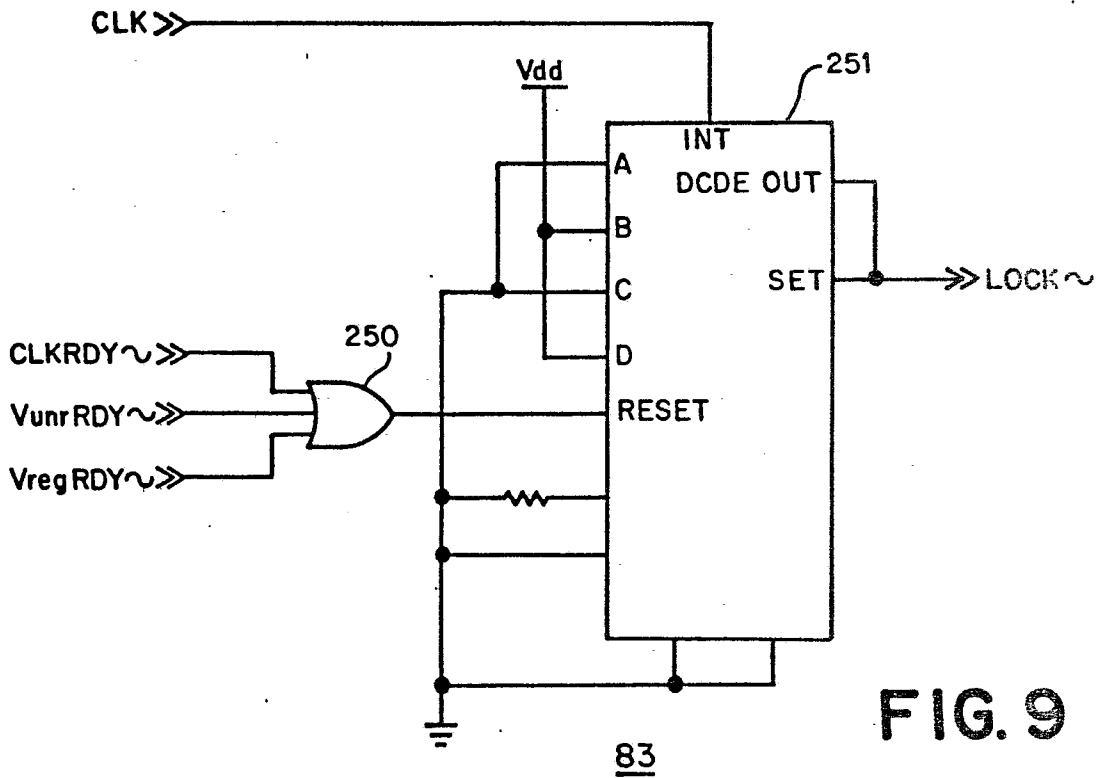 CLK
Vdd
251
INT
A
DCDE OUT
B
C
SET
LOCK~
D
CLKRDY~
250
VunrRDY~
RESET
VregRDY~
FIG. 9
83